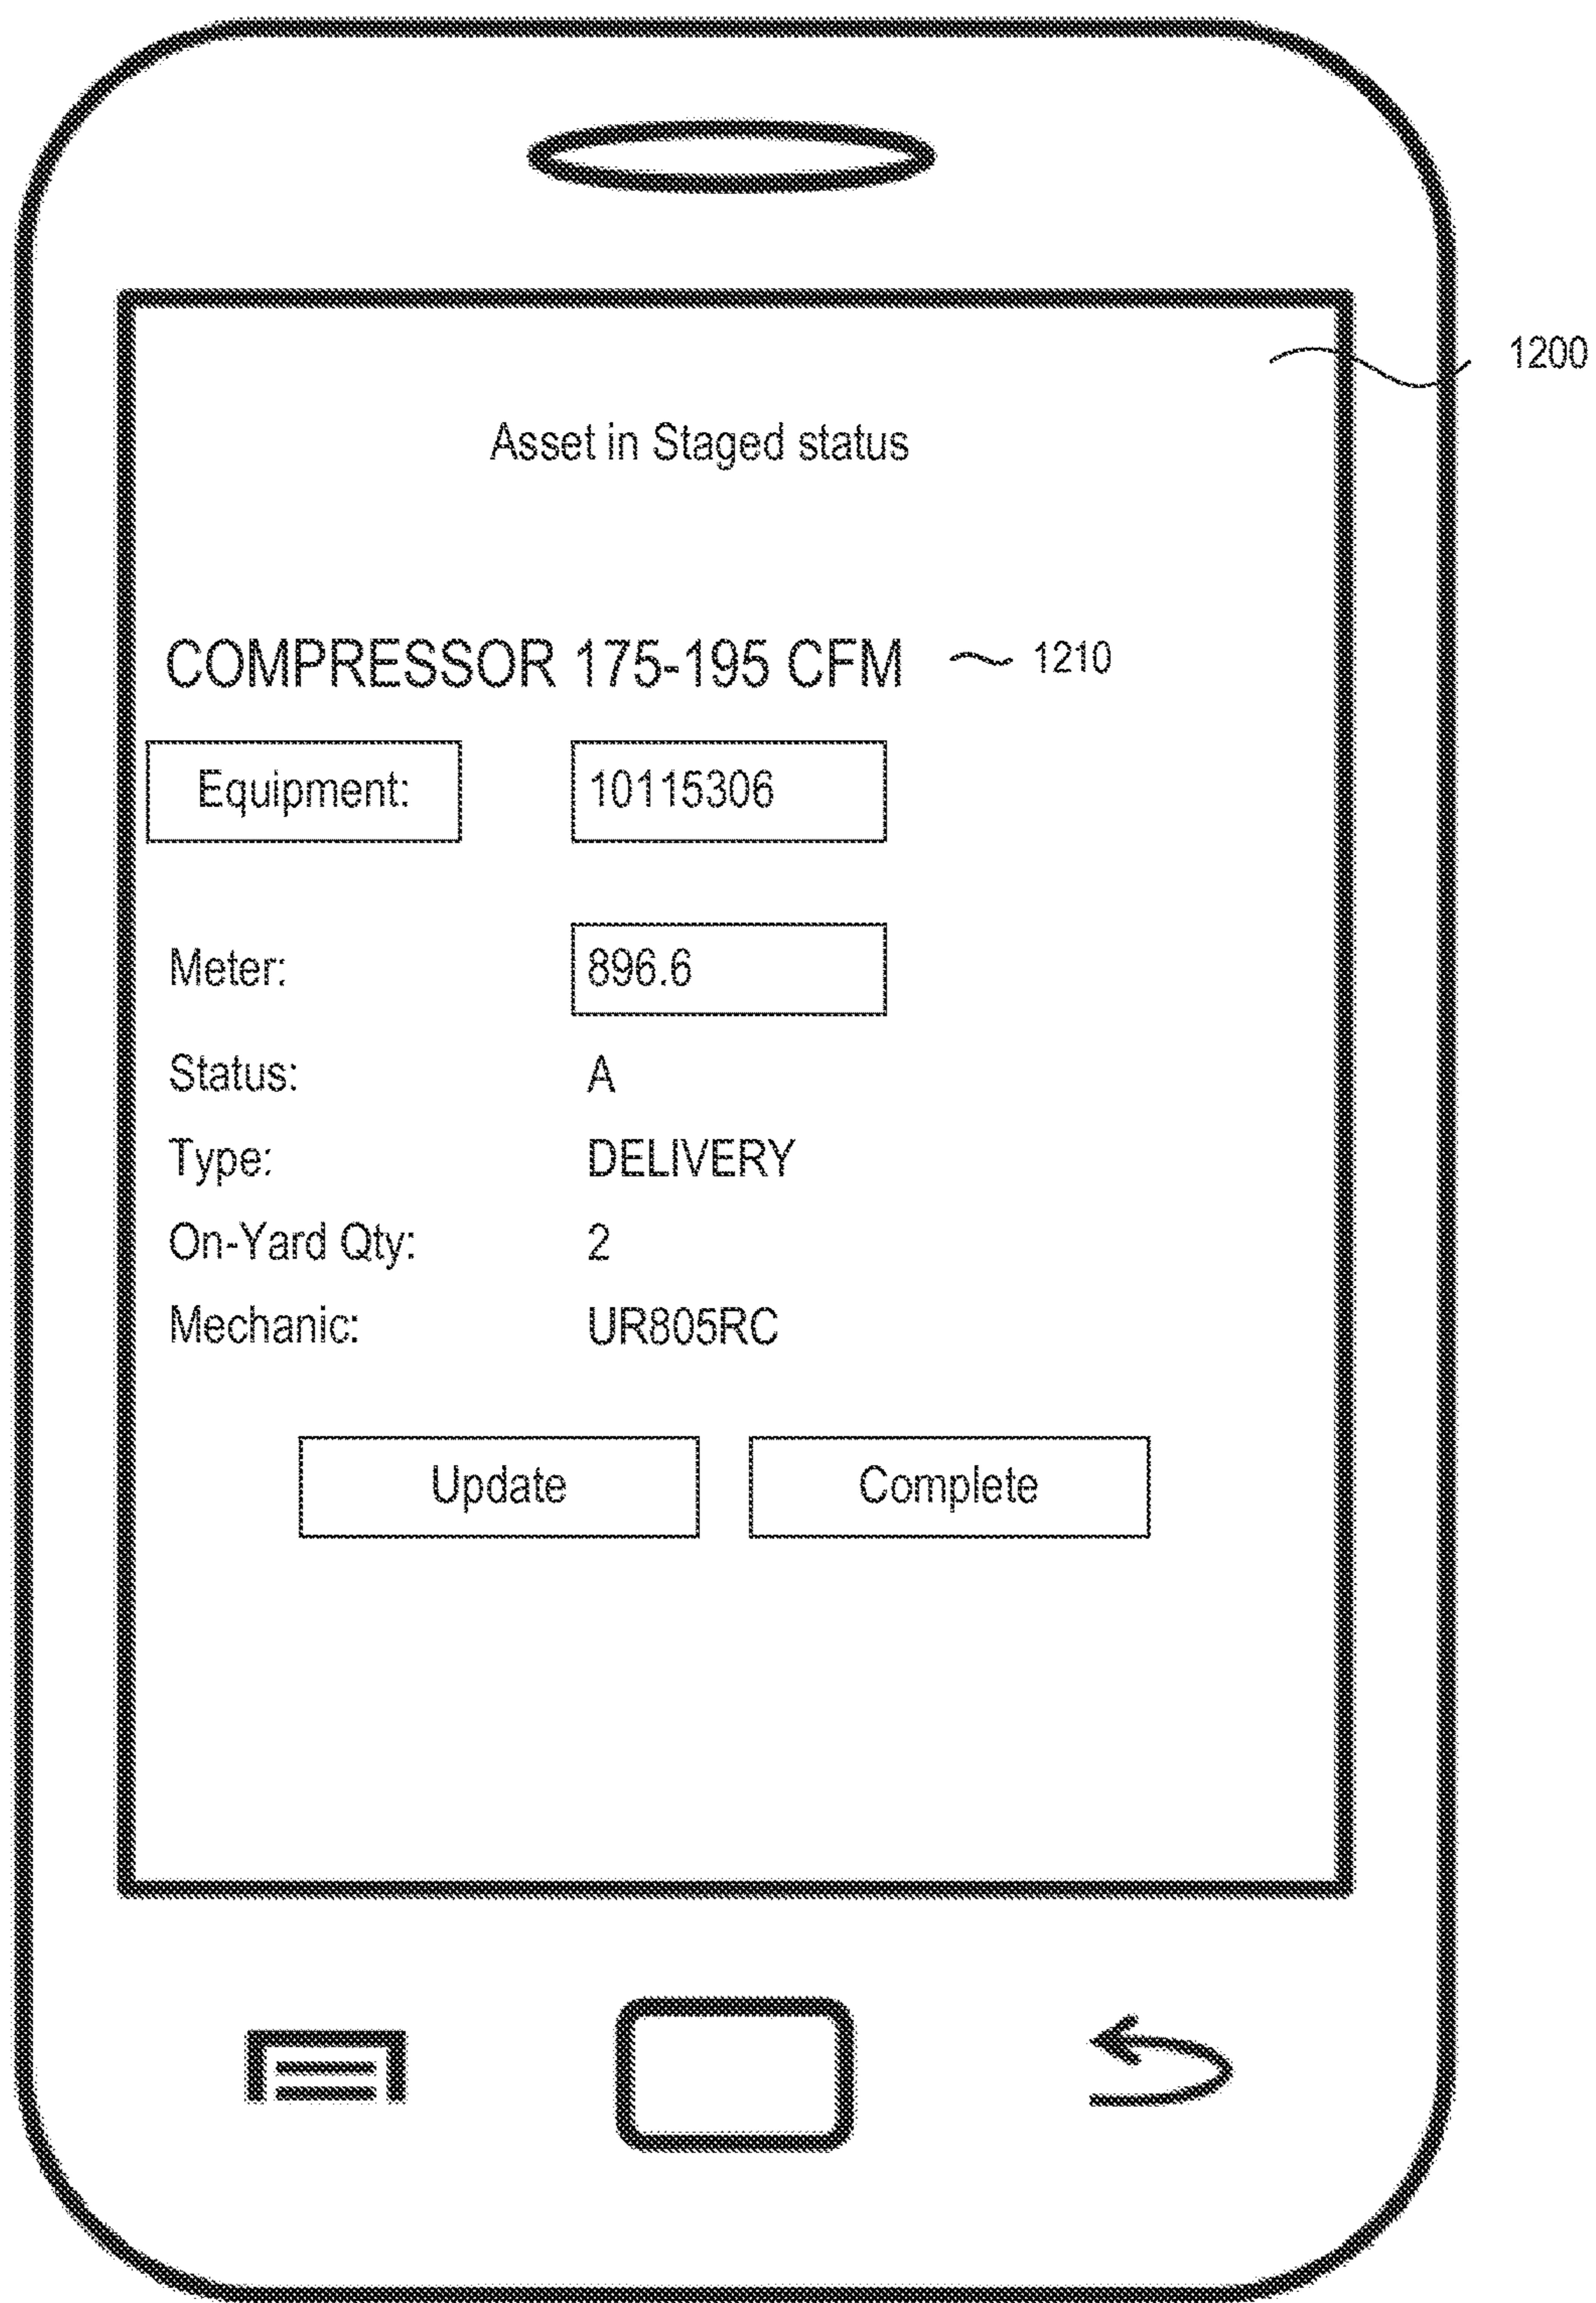 1200
Asset in Staged status
COMPRESSOR 175-195 CFM 1210
Equipment: 10115306
Meter: 896.6
Status: A
Type: DELIVERY
On-Yard Qty: 2
Mechanic: UR805RC
Update Complete